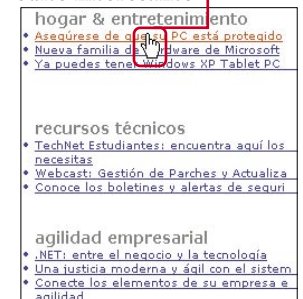 hogar & entretenimiento
Asegúrese de que su PC está protegido
Nueva familia de hardware de Microsoft
Ya puedes tener Windows XP Tablet PC
recursos técnicos
TechNet Estudiantes: encuentra aquí los
necesitas
Webcast: Gestión de Parches y Actualiza
Conoce los boletines y alertas de seguri
agilidad empresarial
.NET: entre el negocio y la tecnología
Una justicia moderna y ágil con el sistem
Conecte los elementos de su empresa e
agilidad